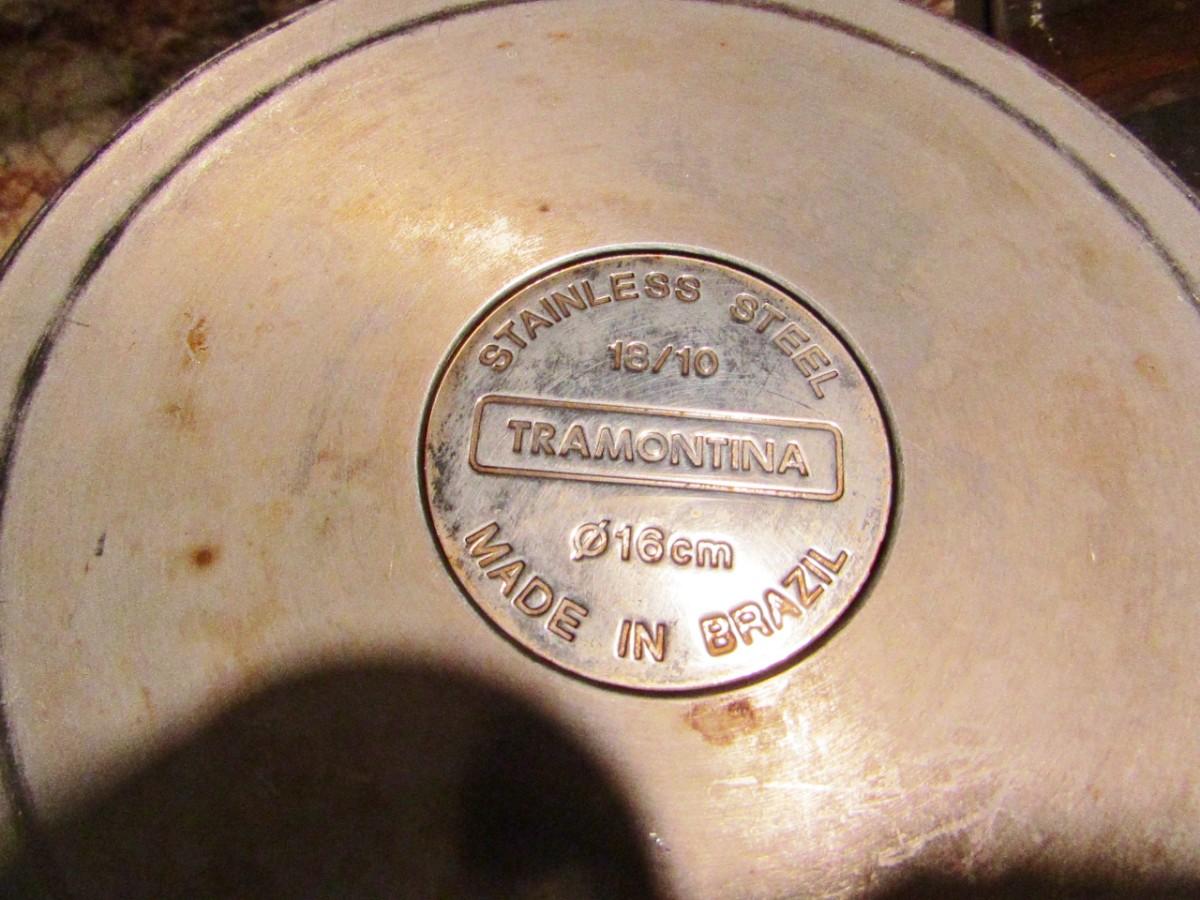 STAINLESS STEEL
18/10
TRAMONTINA
Ø16cm
MADE IN BRAZIL